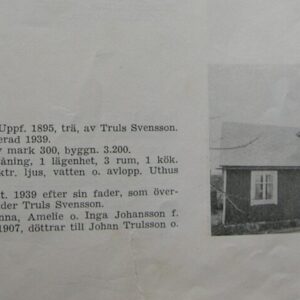 Uppf. 1895, trä, av Truls Svensson.
erad 1939.
mark 300, byggn. 3.200.
åning, 1 lägenhet, 3 rum, 1 kök.
ktr. ljus, vatten o. avlopp. Uthus
t. 1939 efter sin fader, som över-
der Truls Svensson.
nna, Amelie o. Inga Johansson f.
1907, döttrar till Johan Trulsson o.